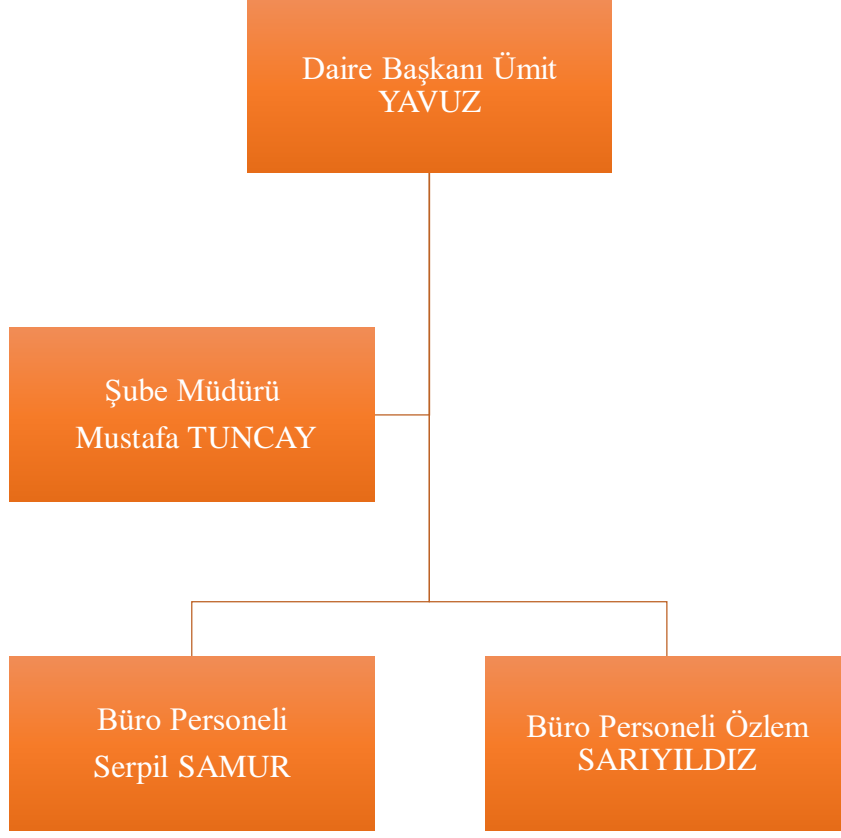 Daire Başkanı Ümit
YAVUZ
Şube Müdürü
Mustafa TUNCAY
Büro Personeli
Serpil SAMUR
Büro Personeli Özlem
SARIYILDIZ